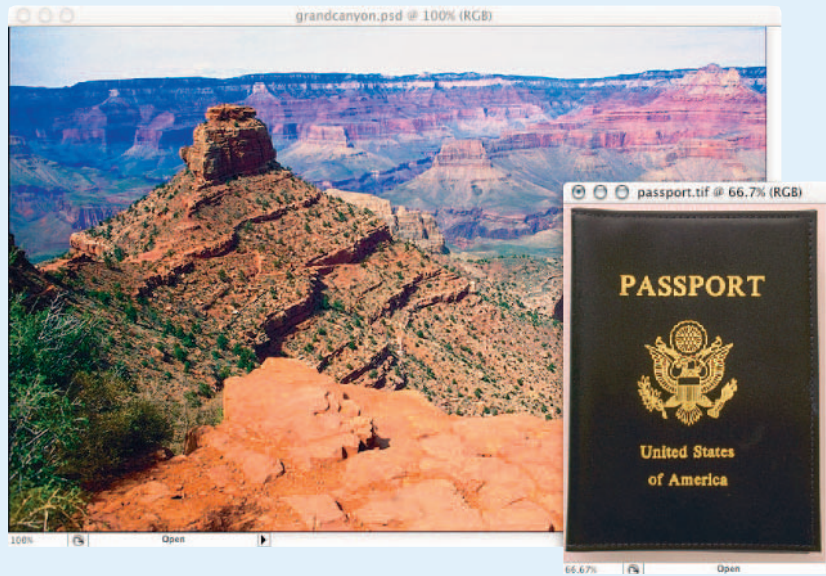 grandcanyon.psd @ 100% (RGB)
passport.tif @ 66.7% (RGB)
PASSPORT
United States
of America
100%
Open
66.67%
Open